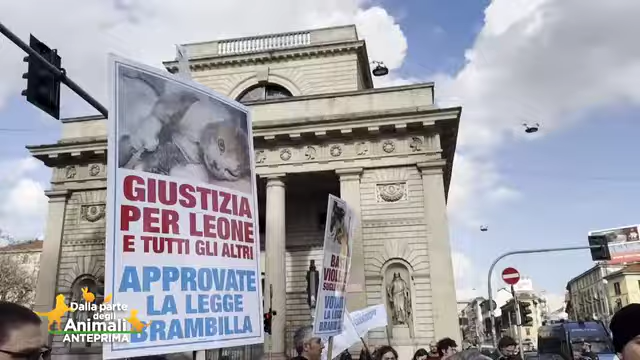 GIUSTIZIA
PER LEONE
E TUTTI GLI ALTRI
APPROVATE
LA LEGGE
BRAMBILLA
Dalla parte
degli
Animali
ANTEPRIMA